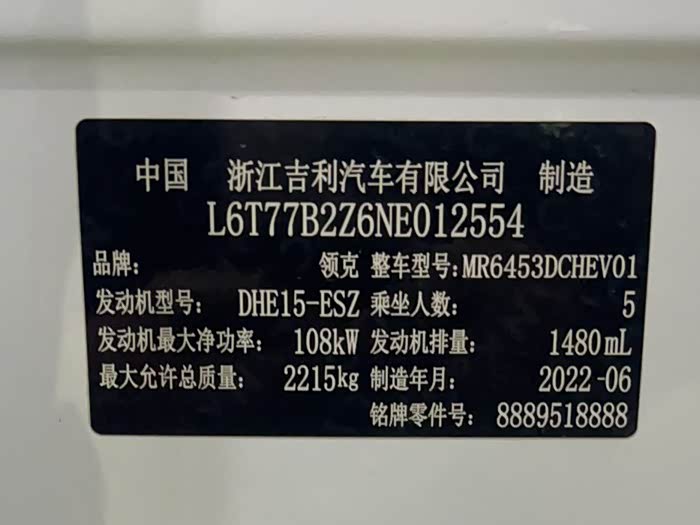 中国 浙江吉利汽车有限公司 制造
L6T77B2Z6NE012554
品牌: 领克 整车型号:MR6453DCHEV01
发动机型号: DHE15-ESZ 乘坐人数: 5
发动机最大净功率: 108kW 发动机排量: 1480mL
最大允许总质量: 2215kg 制造年月: 2022-06
铭牌零件号: 8889518888